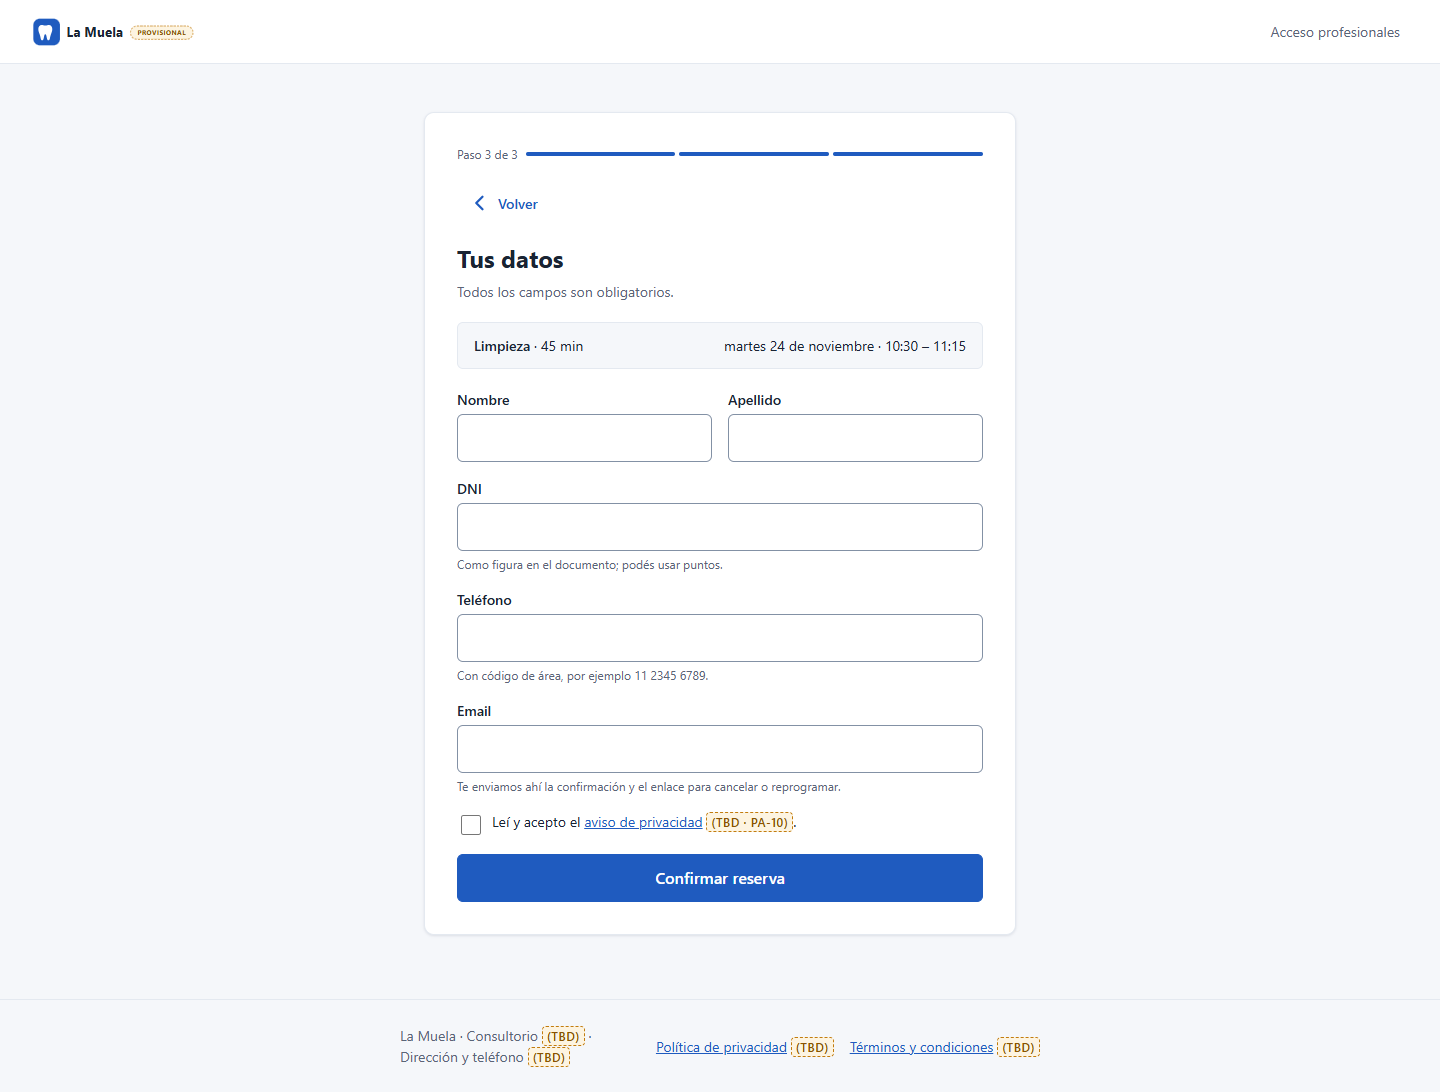 La Muela PROVISIONAL
Acceso profesionales
Paso 3 de 3
Volver
Tus datos
Todos los campos son obligatorios.
Limpieza · 45 min martes 24 de noviembre · 10:30 – 11:15
Nombre Apellido
DNI
Como figura en el documento; podés usar puntos.
Teléfono
Con código de área, por ejemplo 11 2345 6789.
Email
Te enviamos ahí la confirmación y el enlace para cancelar o reprogramar.
Leí y acepto el aviso de privacidad (TBD · PA-10).
Confirmar reserva
La Muela · Consultorio (TBD) ·
Dirección y teléfono (TBD)
Política de privacidad (TBD) Términos y condiciones (TBD)